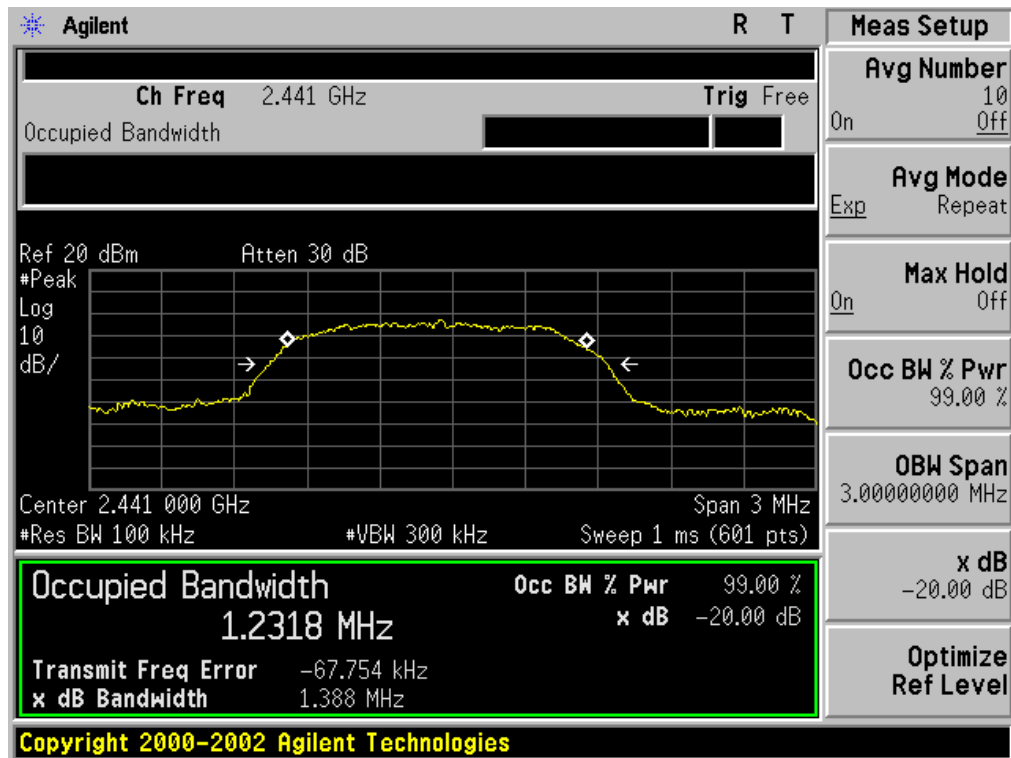 Agilent R T
Ch Freq 2.441 GHz Trig Free
Occupied Bandwidth
Ref 20 dBm Atten 30 dB
#Peak
Log
10
dB/
Center 2.441 000 GHz Span 3 MHz
#Res BW 100 kHz #VBW 300 kHz Sweep 1 ms (601 pts)
Occupied Bandwidth Occ BW % Pwr 99.00 %
1.2318 MHz x dB -20.00 dB
Transmit Freq Error -67.754 kHz
x dB Bandwidth 1.388 MHz
Copyright 2000-2002 Agilent Technologies
Meas Setup
Avg Number
10
On Off
Avg Mode
Exp Repeat
Max Hold
On Off
Occ BW % Pwr
99.00 %
OBW Span
3.00000000 MHz
x dB
-20.00 dB
Optimize
Ref Level